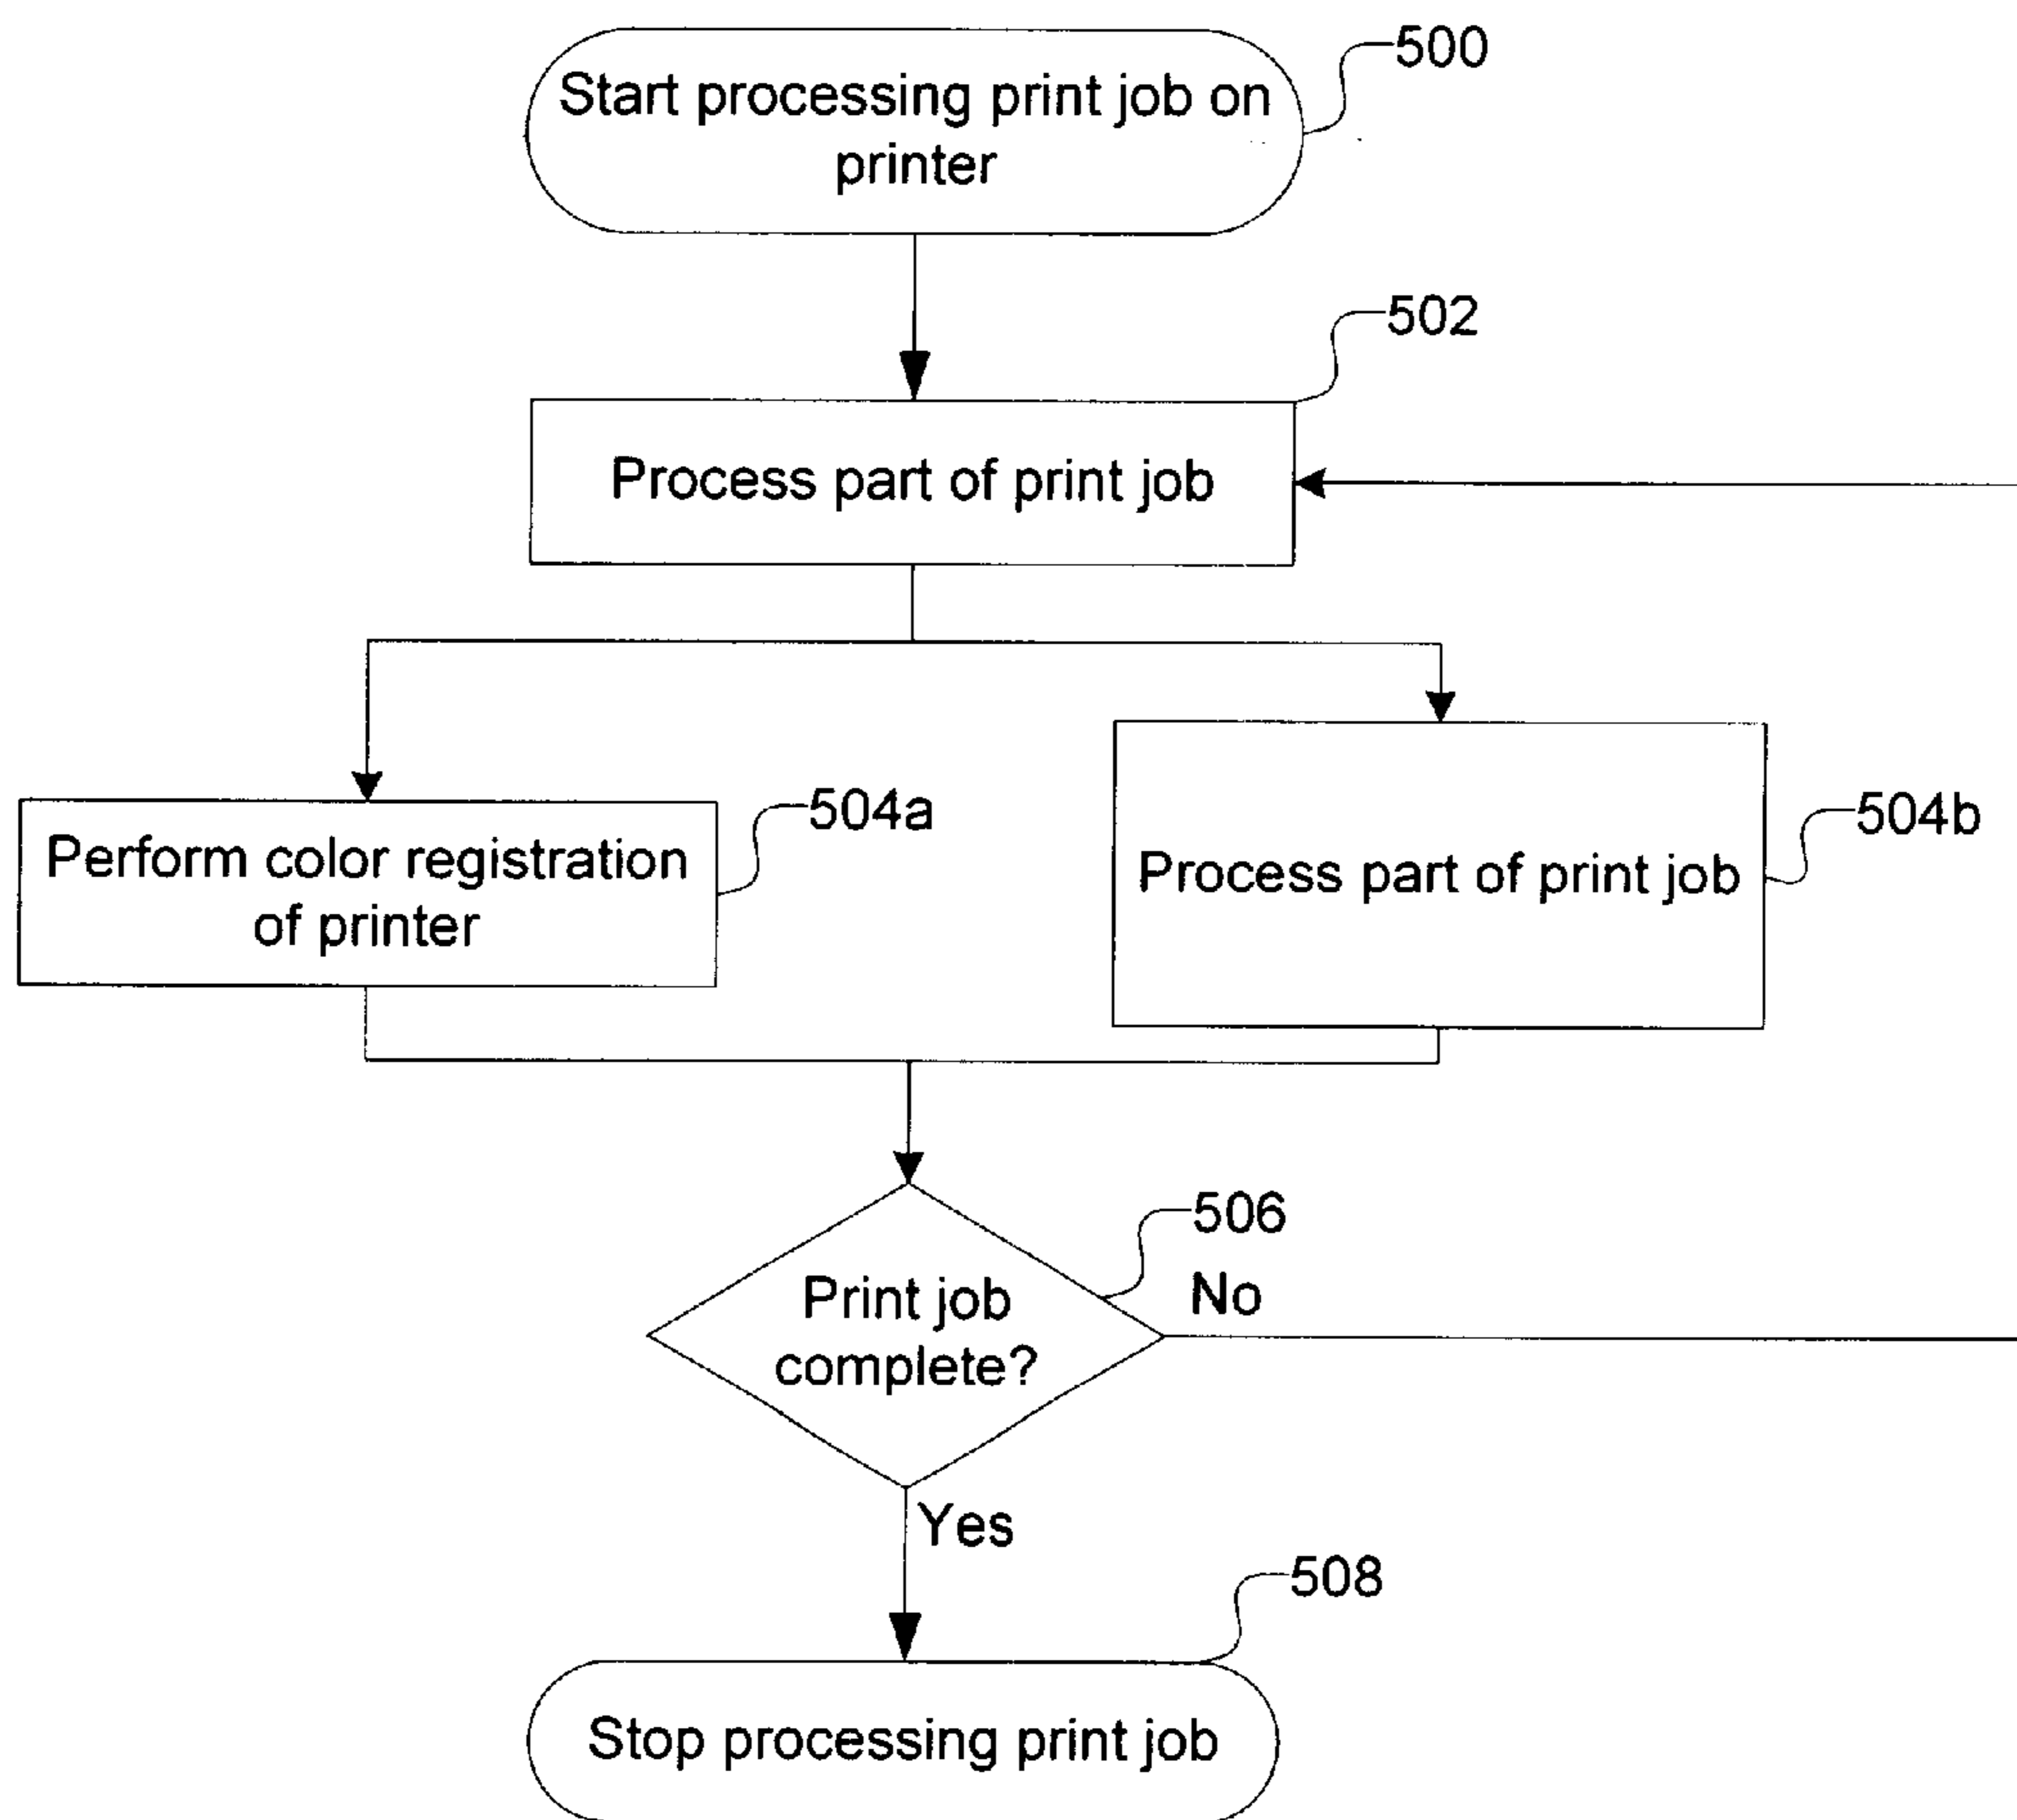 Start processing print job on
printer
500
502
Process part of print job
504a
Perform color registration
of printer
504b
Process part of print job
506
Print job
complete?
No
Yes
508
Stop processing print job